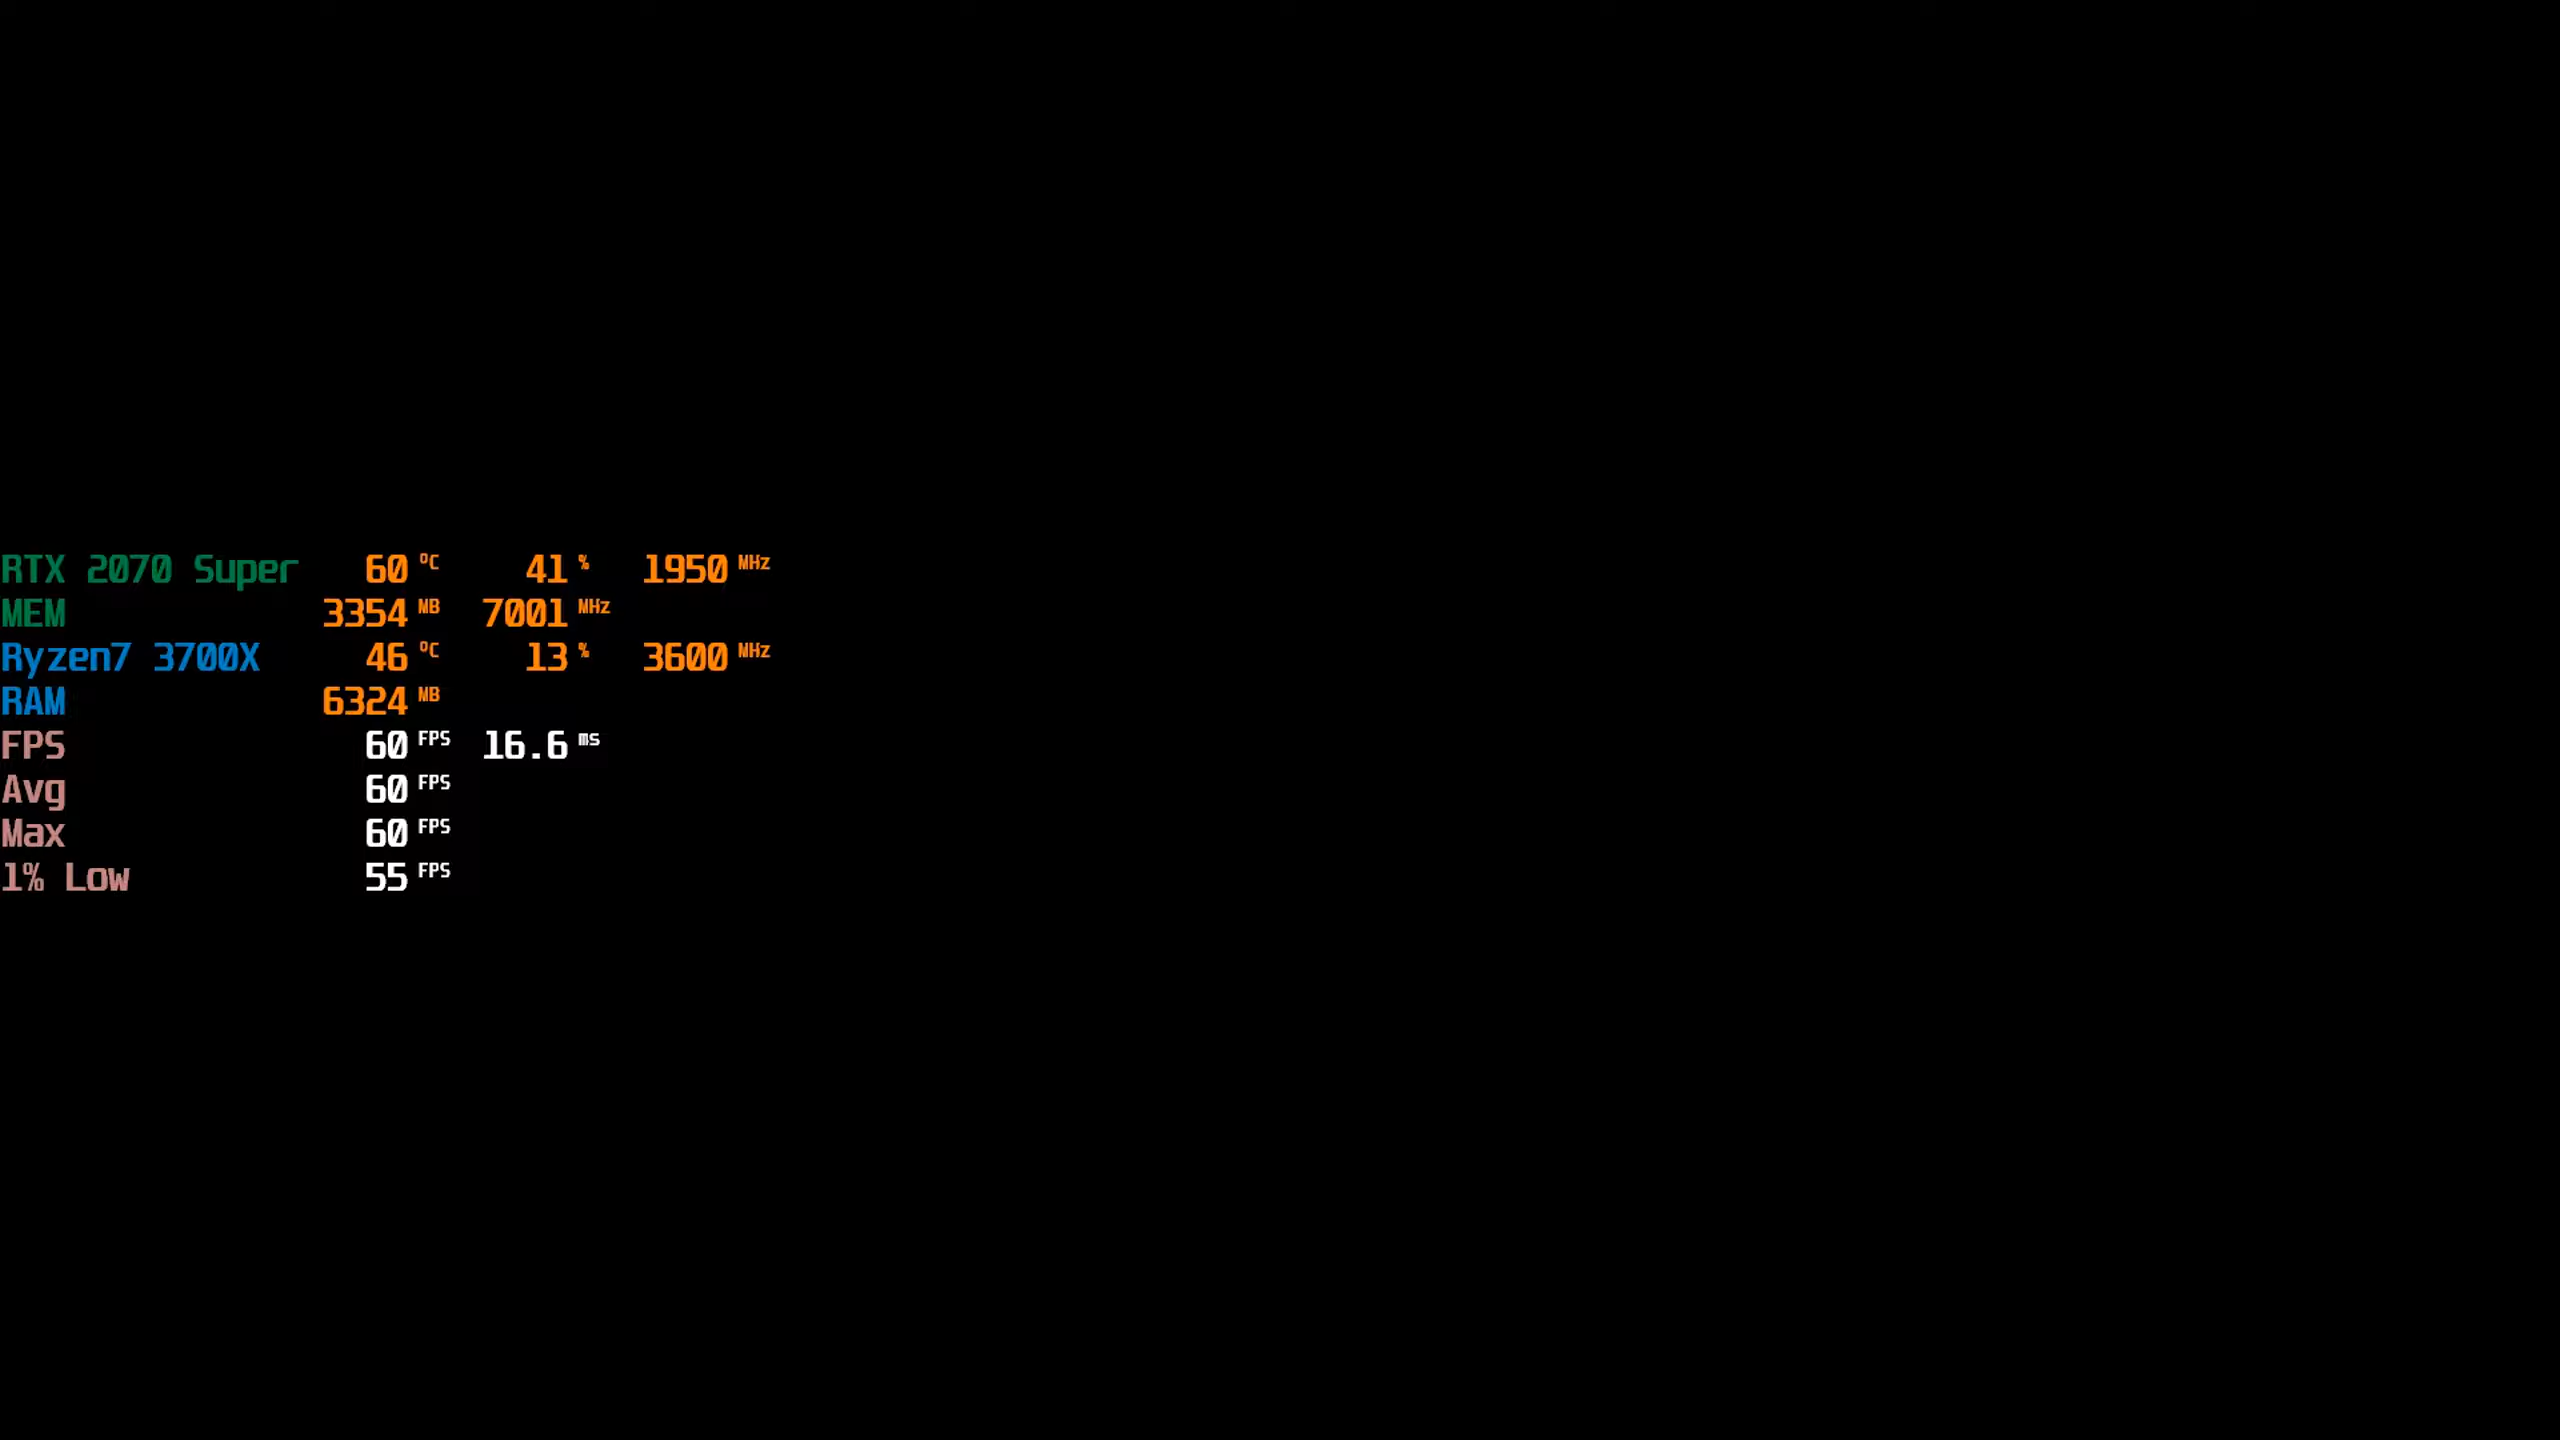 RTX 2070 Super 60 °C 41 % 1950 MHz
MEM 3354 MB 7001 MHz
Ryzen7 3700X 46 °C 13 % 3600 MHz
RAM 6324 MB
FPS 60 FPS 16.6 ms
Avg 60 FPS
Max 60 FPS
1% Low 55 FPS